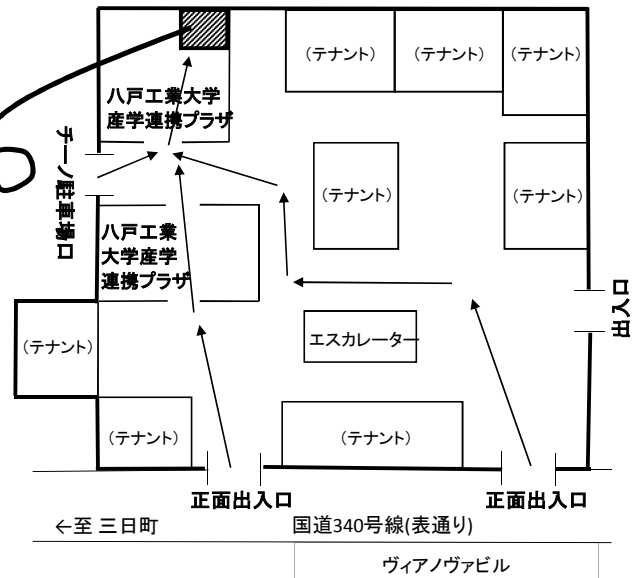 (テナント)
(テナント)
(テナント)
八戸工業大学
産学連携プラザ
チーノ駐車場口
(テナント)
(テナント)
八戸工業
大学産学
連携プラザ
出入口
(テナント)
エスカレーター
(テナント)
(テナント)
正面出入口
正面出入口
←至 三日町
国道340号線(表通り)
ヴィアノヴァビル